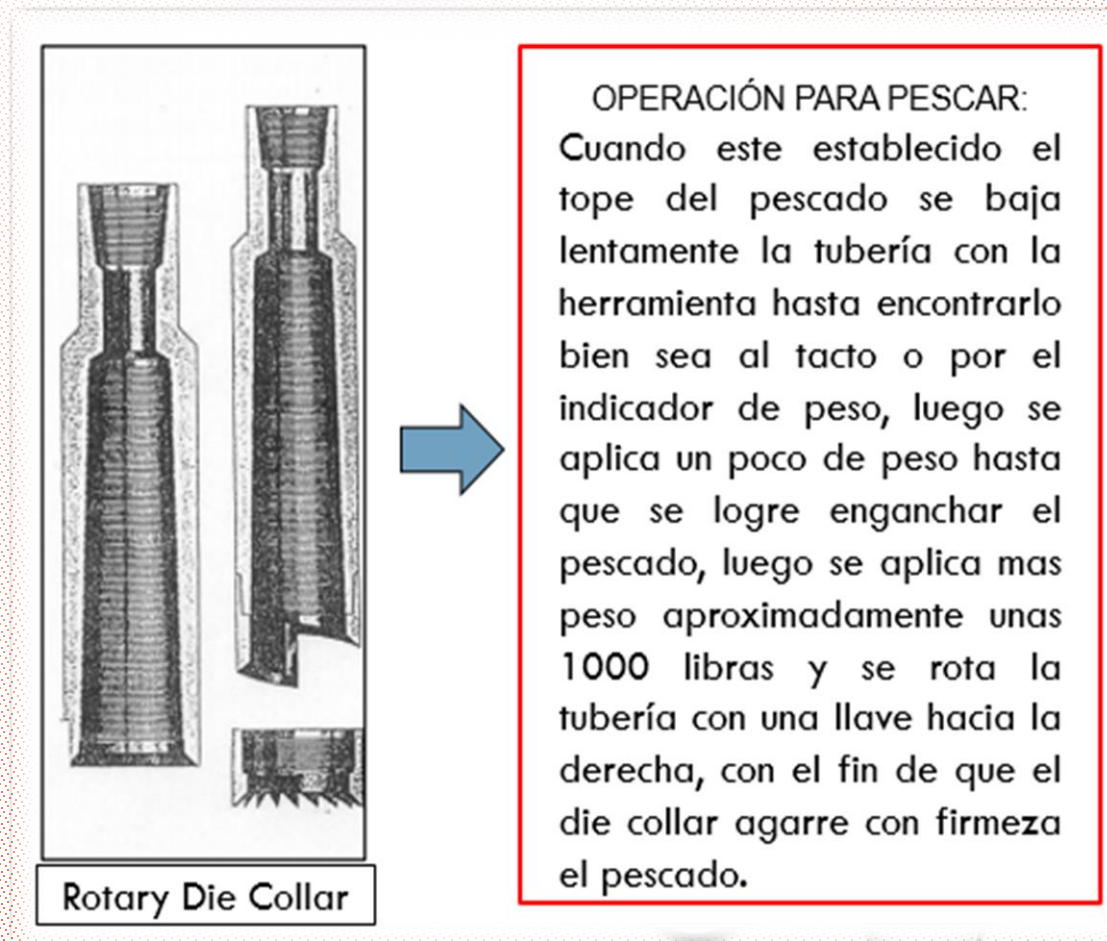 OPERACIÓN PARA PESCAR:
Cuando este establecido el
tope del pescado se baja
lentamente la tubería con la
herramienta hasta encontrarlo
bien sea al tacto o por el
indicador de peso, luego se
aplica un poco de peso hasta
que se logre enganchar el
pescado, luego se aplica mas
peso aproximadamente unas
1000 libras y se rota la
tubería con una llave hacia la
derecha, con el fin de que el
die collar agarre con firmeza
el pescado.
Rotary Die Collar